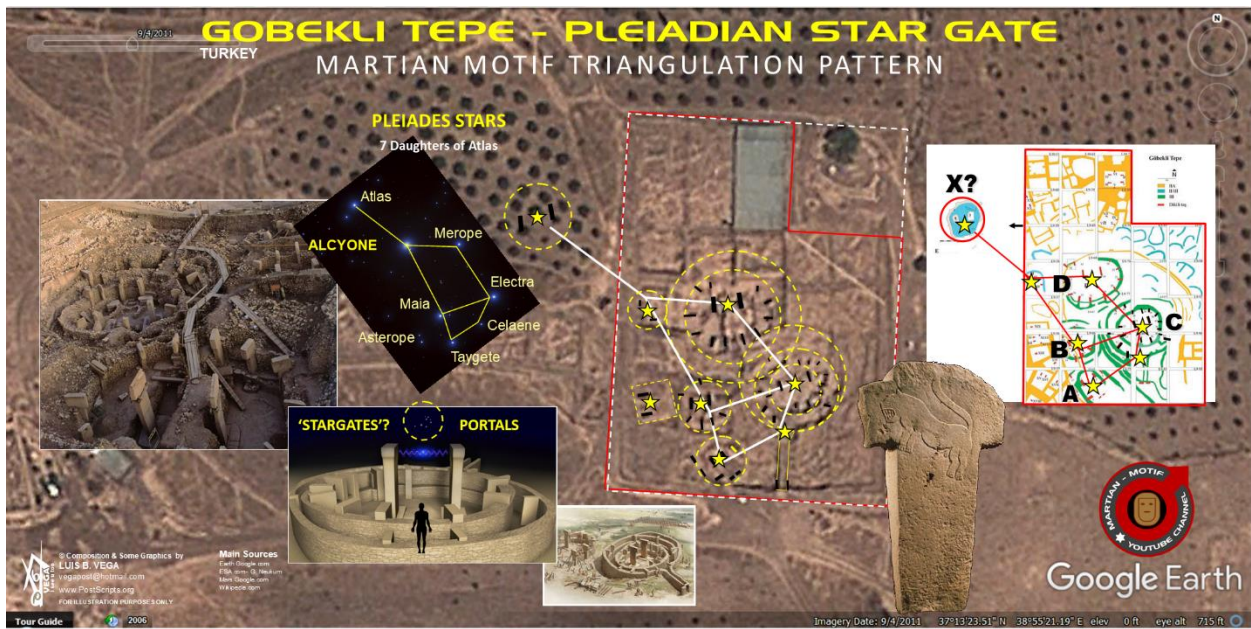 GOBEKLI TEPE - PLEIADIAN STAR GATE
9/4/2011
TURKEY
MARTIAN MOTIF TRIANGULATION PATTERN
N
PLEIADES STARS
7 Daughters of Atlas
Atlas
ALCYONE
Merope
Electra
Maia
Celaene
Asterope
Taygete
X?
Göbekli Tepe
D
C
B
A
'STARGATES'?
PORTALS
MARTIAN - MOTIF
YOUTUBE CHANNEL
© Composition & Some Graphics by
LUIS B. VEGA
vegapost@hotmail.com
www.PostScripts.org
FOR ILLUSTRATION PURPOSES ONLY
Main Sources
Earth Google.com
Mars Google.com
Wikipedia.com
Google Earth
Tour Guide
2006
Imagery Date: 9/4/2011 37°13'23.51" N 38°55'21.19" E elev 0 ft eye alt 715 ft